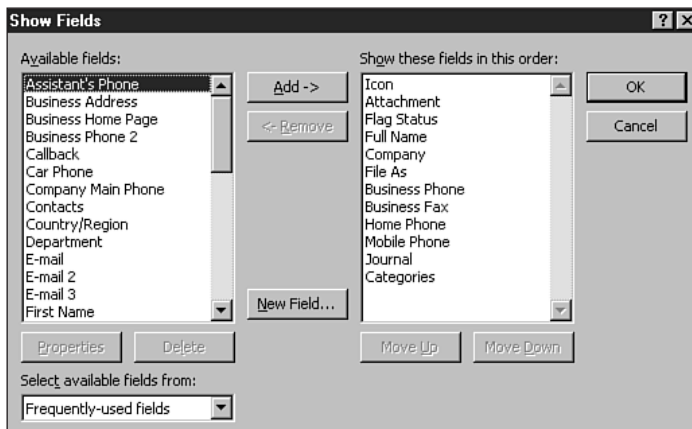 Show Fields
Available fields:
Assistant's Phone
Business Address
Business Home Page
Business Phone 2
Callback
Car Phone
Company Main Phone
Contacts
Country/Region
Department
E-mail
E-mail 2
E-mail 3
First Name
Add ->
<- Remove
New Field...
Properties
Delete
Select available fields from:
Frequently-used fields
Show these fields in this order:
Icon
Attachment
Flag Status
Full Name
Company
File As
Business Phone
Business Fax
Home Phone
Mobile Phone
Journal
Categories
Move Up
Move Down
OK
Cancel